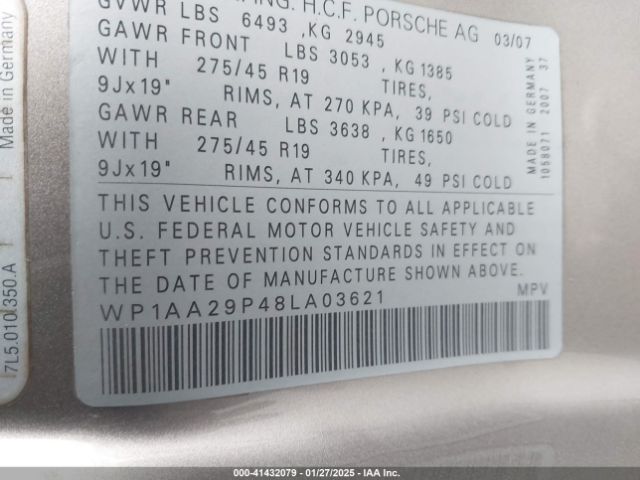 ING. H.C.F. PORSCHE AG 03/07
GVWR LBS 6493 , KG 2945
GAWR FRONT LBS 3053 , KG 1385
WITH 275/45 R19 TIRES,
9Jx19" RIMS, AT 270 KPA, 39 PSI COLD
GAWR REAR LBS 3638 , KG 1650
WITH 275/45 R19 TIRES,
9Jx19" RIMS, AT 340 KPA, 49 PSI COLD
THIS VEHICLE CONFORMS TO ALL APPLICABLE
U.S. FEDERAL MOTOR VEHICLE SAFETY AND
THEFT PREVENTION STANDARDS IN EFFECT ON
THE DATE OF MANUFACTURE SHOWN ABOVE.
WP1AA29P48LA03621 MPV
MADE IN GERMANY
1058071 2007 37
7L5.010.350.A Made in Germany
000-41432079 - 01/27/2025 - IAA Inc.